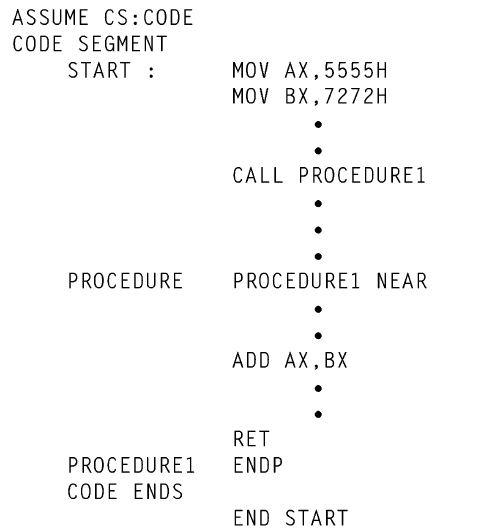 ASSUME CS:CODE
CODE SEGMENT
START : MOV AX,5555H
MOV BX,7272H
•
•
CALL PROCEDURE1
•
•
•
PROCEDURE PROCEDURE1 NEAR
•
•
ADD AX,BX
•
•
RET
PROCEDURE1 ENDP
CODE ENDS
END START